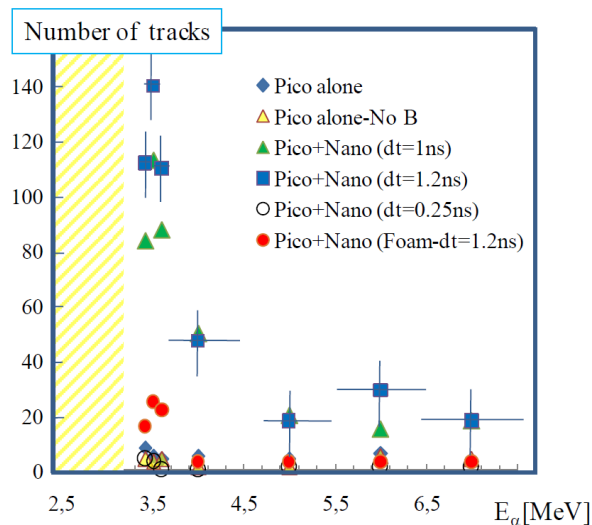 Number of tracks
140
120
100
80
60
40
20
0
Pico alone
Pico alone-No B
Pico+Nano (dt=1ns)
Pico+Nano (dt=1.2ns)
Pico+Nano (dt=0.25ns)
Pico+Nano (Foam-dt=1.2ns)
2,5 3,5 4,5 5,5 6,5
Eα[MeV]